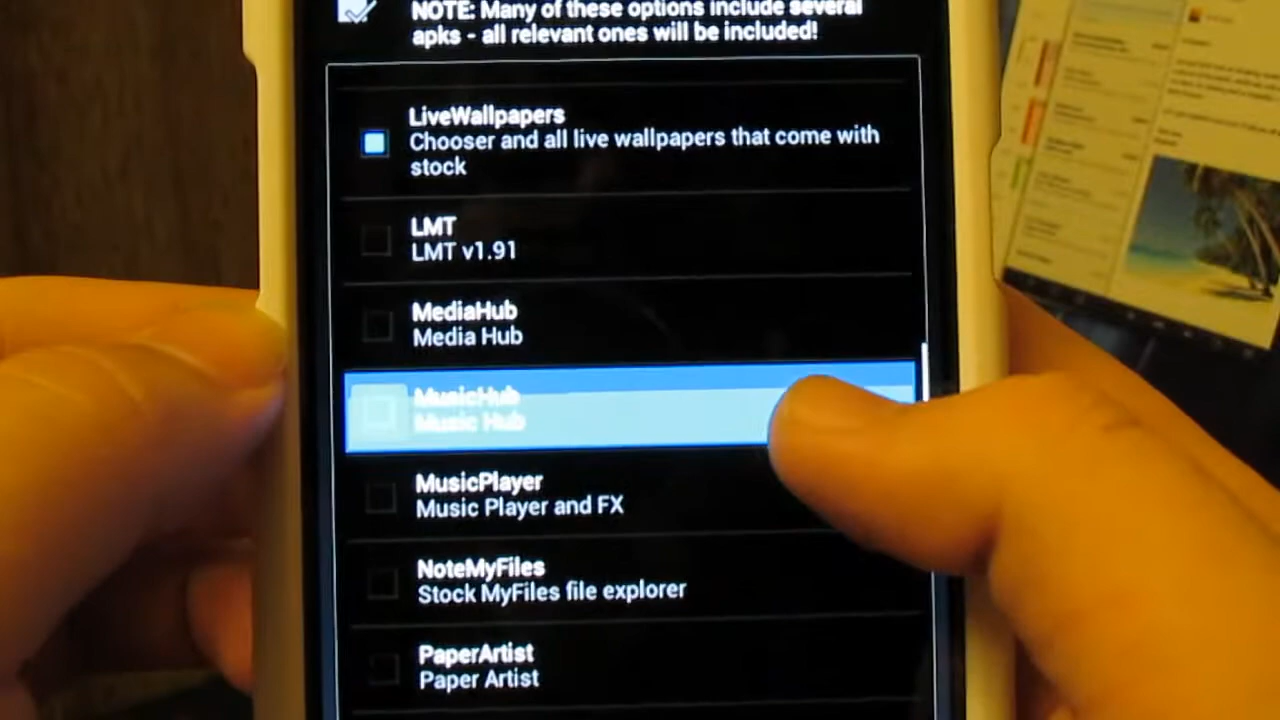 NOTE: Many of these options include several
apks - all relevant ones will be included!
LiveWallpapers
Chooser and all live wallpapers that come with
stock
LMT
LMT v1.91
MediaHub
Media Hub
MusicHub
Music Hub
MusicPlayer
Music Player and FX
NoteMyFiles
Stock MyFiles file explorer
PaperArtist
Paper Artist